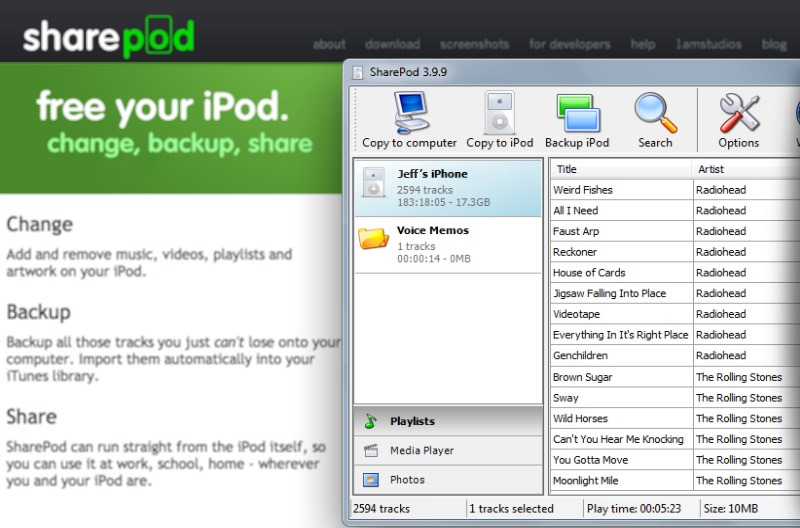 sharepod
about download screenshots for developers help 1amstudios blog
free your iPod.
change, backup, share
Change
Add and remove music, videos, playlists and
artwork on your iPod.
Backup
Backup all those tracks you just can't lose onto your
computer. Import them automatically into your
iTunes library.
Share
SharePod can run straight from the iPod itself, so
you can use it at work, school, home - wherever
you and your iPod are.
SharePod 3.9.9
Copy to computer Copy to iPod Backup iPod Search Options
Jeff's iPhone
2594 tracks
183:18:05 - 17.3GB
Voice Memos
1 tracks
00:00:14 - 0MB
Playlists
Media Player
Photos
Title Artist
Weird Fishes Radiohead
All I Need Radiohead
Faust Arp Radiohead
Reckoner Radiohead
House of Cards Radiohead
Jigsaw Falling Into Place Radiohead
Videotape Radiohead
Everything In It's Right Place Radiohead
Genchildren Radiohead
Brown Sugar The Rolling Stones
Sway The Rolling Stones
Wild Horses The Rolling Stones
Can't You Hear Me Knocking The Rolling Stones
You Gotta Move The Rolling Stones
Moonlight Mile The Rolling Stones
2594 tracks 1 tracks selected Play time: 00:05:23 Size: 10MB